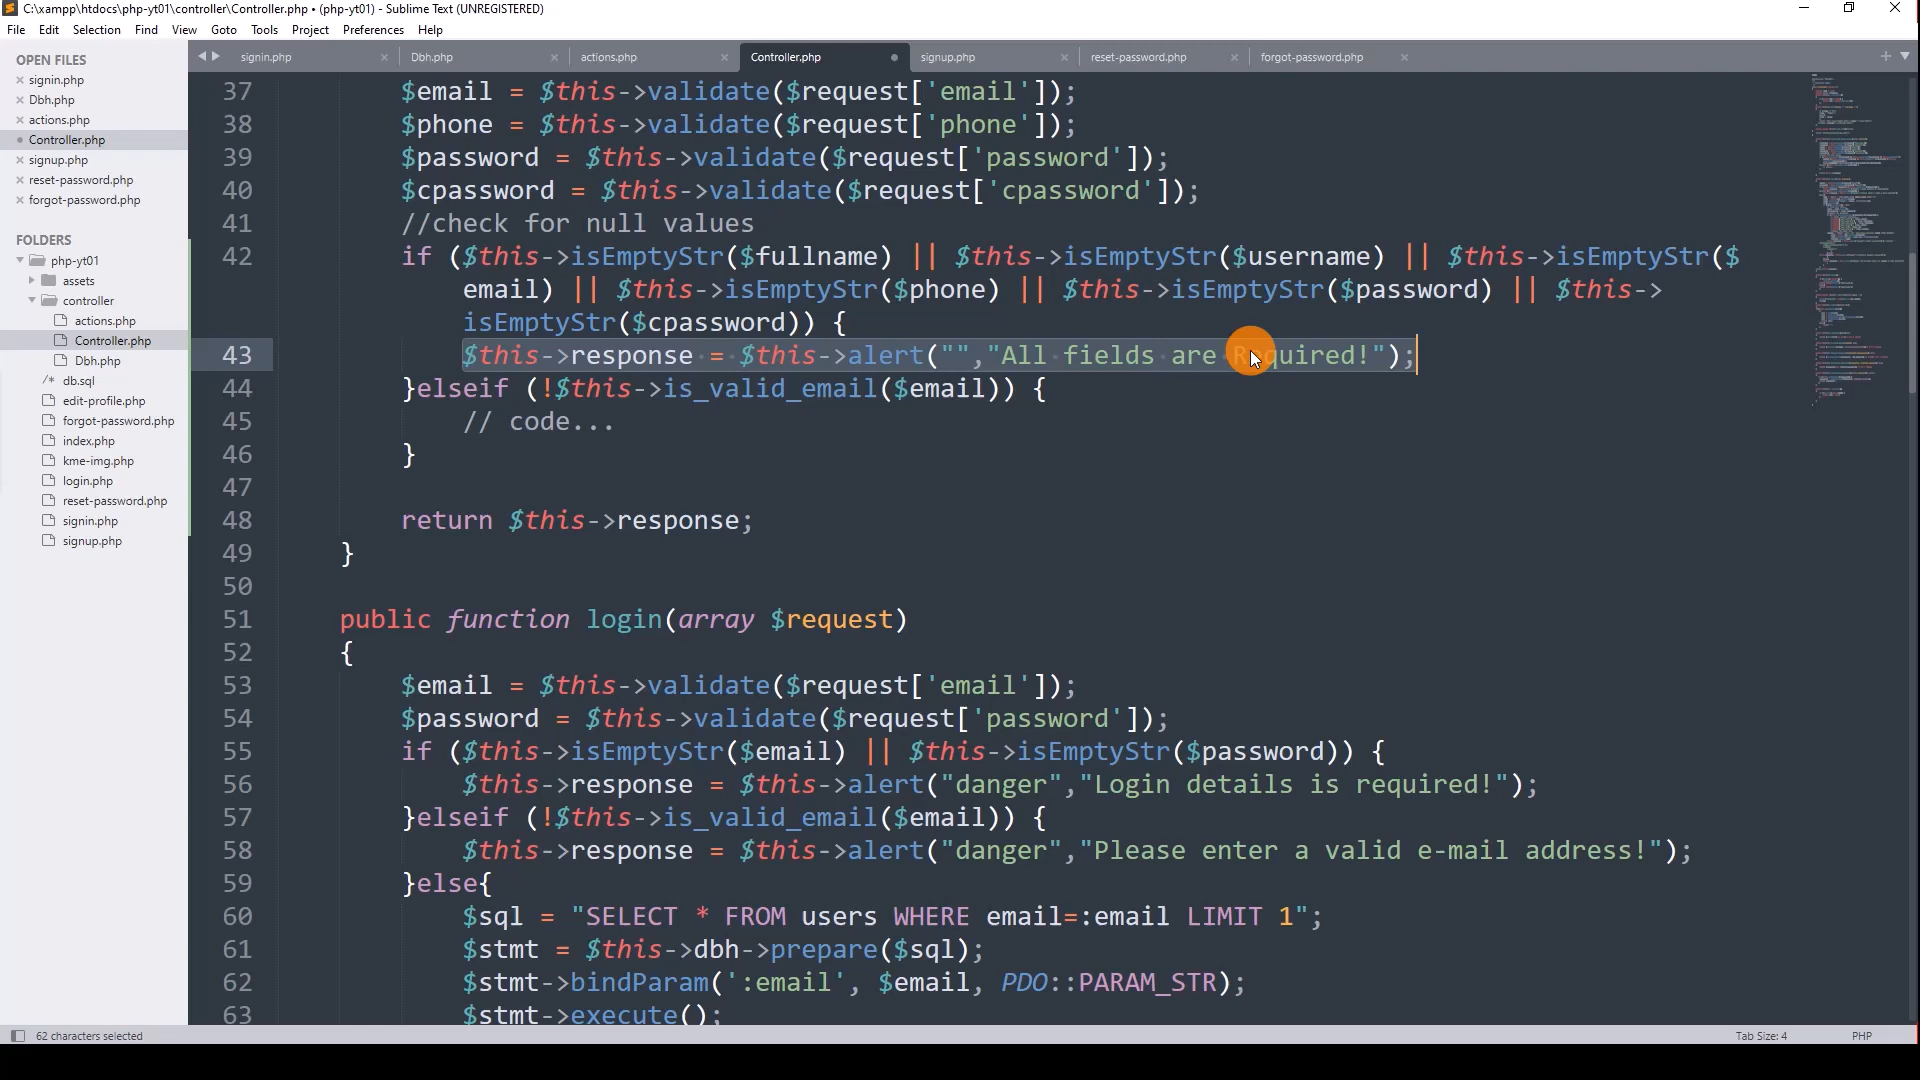 C:\xampp\htdocs\php-yt01\controller\Controller.php • (php-yt01) - Sublime Text (UNREGISTERED)
File Edit Selection Find View Goto Tools Project Preferences Help
OPEN FILES
signin.php
Dbh.php
actions.php
Controller.php
signup.php
reset-password.php
forgot-password.php
FOLDERS
php-yt01
assets
controller
actions.php
Controller.php
Dbh.php
db.sql
edit-profile.php
forgot-password.php
index.php
kme-img.php
login.php
reset-password.php
signin.php
signup.php
signin.php Dbh.php actions.php Controller.php signup.php reset-password.php forgot-password.php
37 $email = $this->validate($request['email']);
38 $phone = $this->validate($request['phone']);
39 $password = $this->validate($request['password']);
40 $cpassword = $this->validate($request['cpassword']);
41 //check for null values
42 if ($this->isEmptyStr($fullname) || $this->isEmptyStr($username) || $this->isEmptyStr($
email) || $this->isEmptyStr($phone) || $this->isEmptyStr($password) || $this->
isEmptyStr($cpassword)) {
43 $this->response = $this->alert("","All fields are Required!");
44 }elseif (!$this->is_valid_email($email)) {
45 // code...
46 }
47
48 return $this->response;
49 }
50
51 public function login(array $request)
52 {
53 $email = $this->validate($request['email']);
54 $password = $this->validate($request['password']);
55 if ($this->isEmptyStr($email) || $this->isEmptyStr($password)) {
56 $this->response = $this->alert("danger","Login details is required!");
57 }elseif (!$this->is_valid_email($email)) {
58 $this->response = $this->alert("danger","Please enter a valid e-mail address!");
59 }else{
60 $sql = "SELECT * FROM users WHERE email=:email LIMIT 1";
61 $stmt = $this->dbh->prepare($sql);
62 $stmt->bindParam(':email', $email, PDO::PARAM_STR);
63 $stmt->execute();
62 characters selected Tab Size: 4 PHP